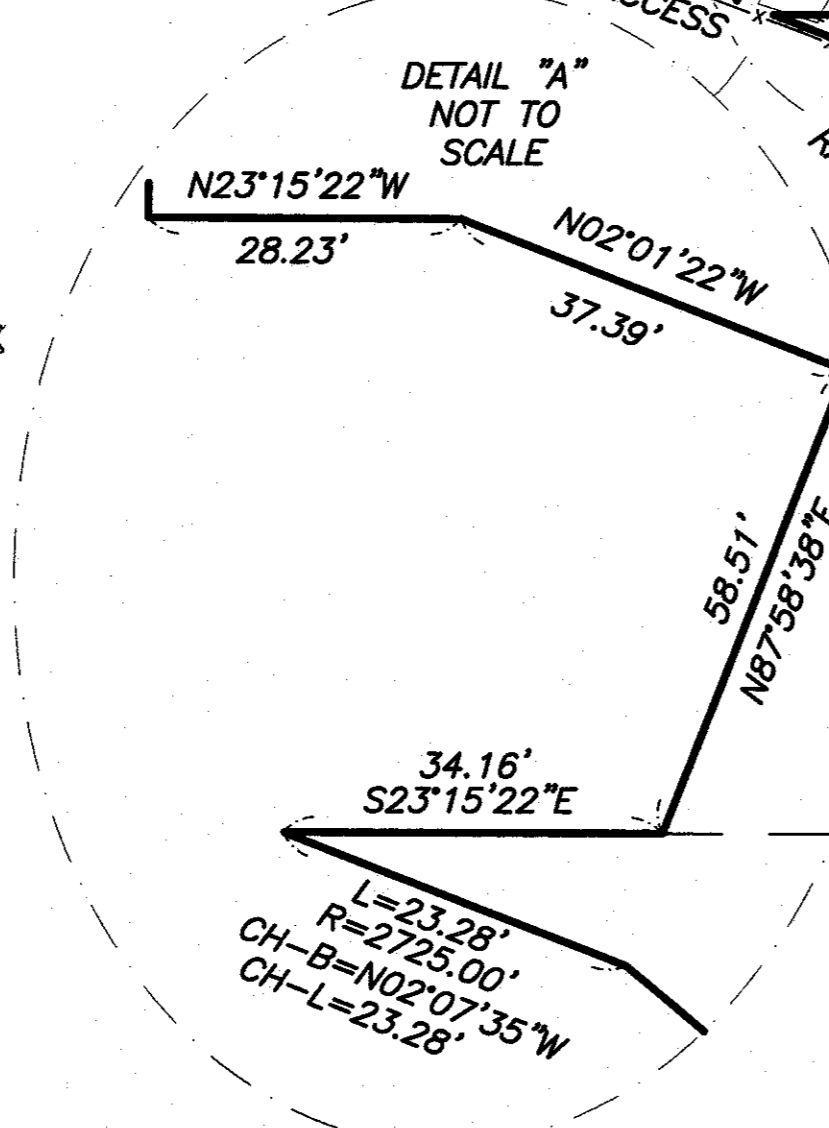 DETAIL "A"
NOT TO
SCALE
N23°15'22"W
28.23'
N02°01'22"W
37.39'
58.51'
N87°58'38"E
34.16'
S23°15'22"E
L=23.28'
R=2725.00'
CH-B=N02°07'35"W
CH-L=23.28'